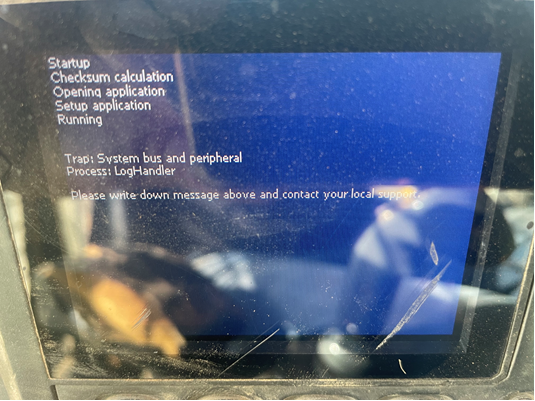 Startup
Checksum calculation
Opening application
Setup application
Running
Trap: System bus and peripheral
Process: LogHandler
Please write down message above and contact your local support.